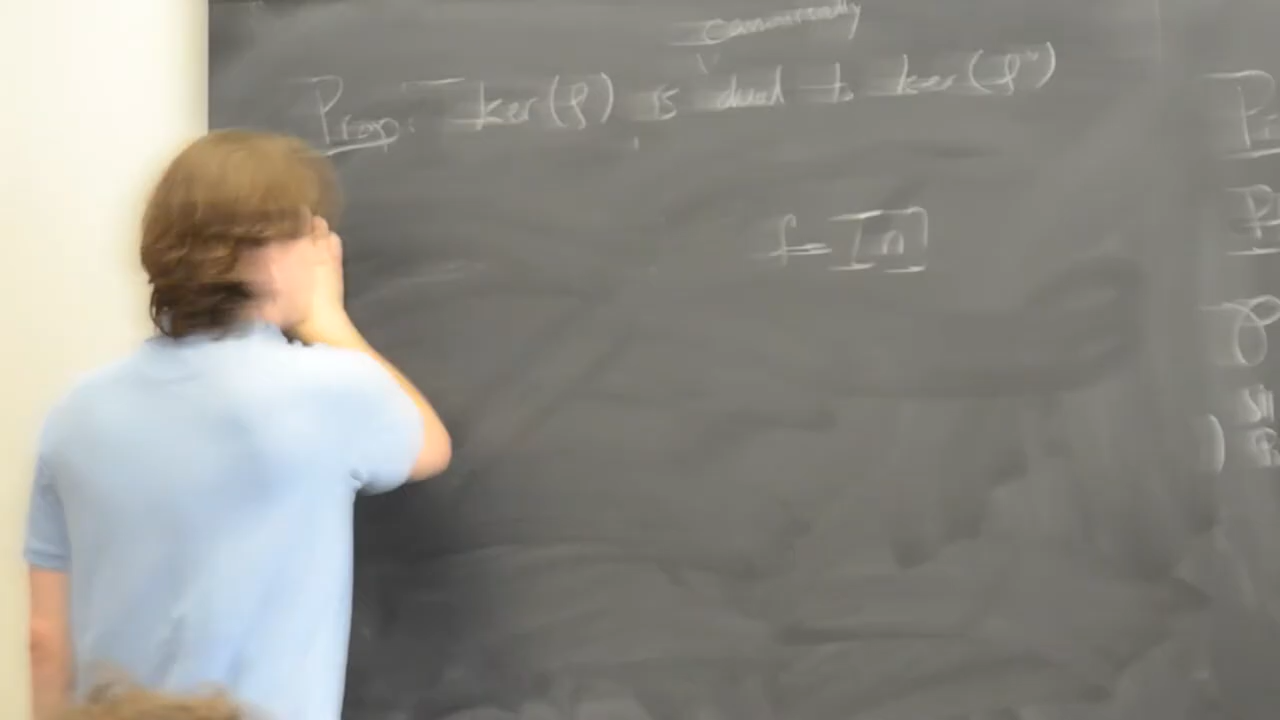 canonically
Prop: ker(f) is dual to ker(f^∨)
f = [n]